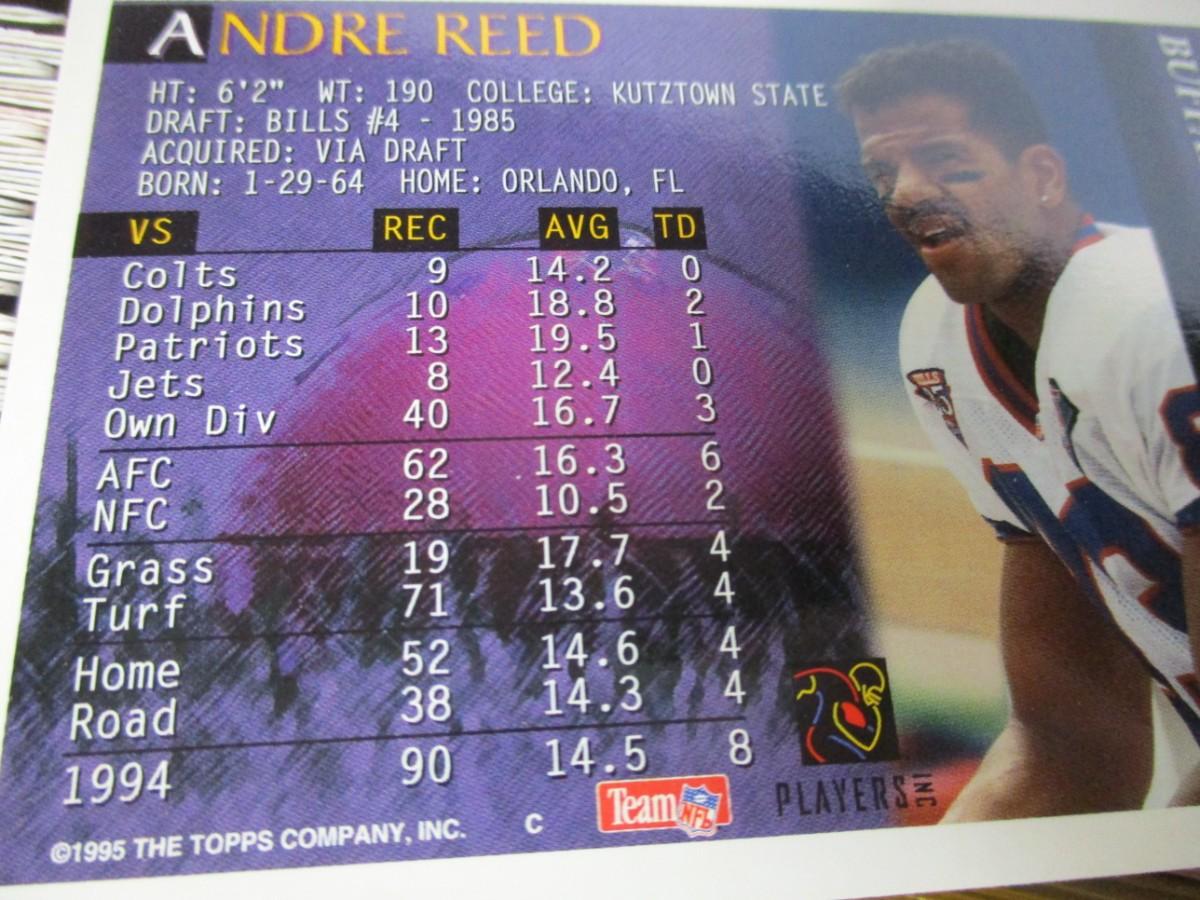 ANDRE REED
HT: 6'2" WT: 190 COLLEGE: KUTZTOWN STATE
DRAFT: BILLS #4 - 1985
ACQUIRED: VIA DRAFT
BORN: 1-29-64 HOME: ORLANDO, FL
VS REC AVG TD
Colts 9 14.2 0
Dolphins 10 18.8 2
Patriots 13 19.5 1
Jets 8 12.4 0
Own Div 40 16.7 3
AFC 62 16.3 6
NFC 28 10.5 2
Grass 19 17.7 4
Turf 71 13.6 4
Home 52 14.6 4
Road 38 14.3 4
1994 90 14.5 8
©1995 THE TOPPS COMPANY, INC. C
Team NFL
PLAYERS INC